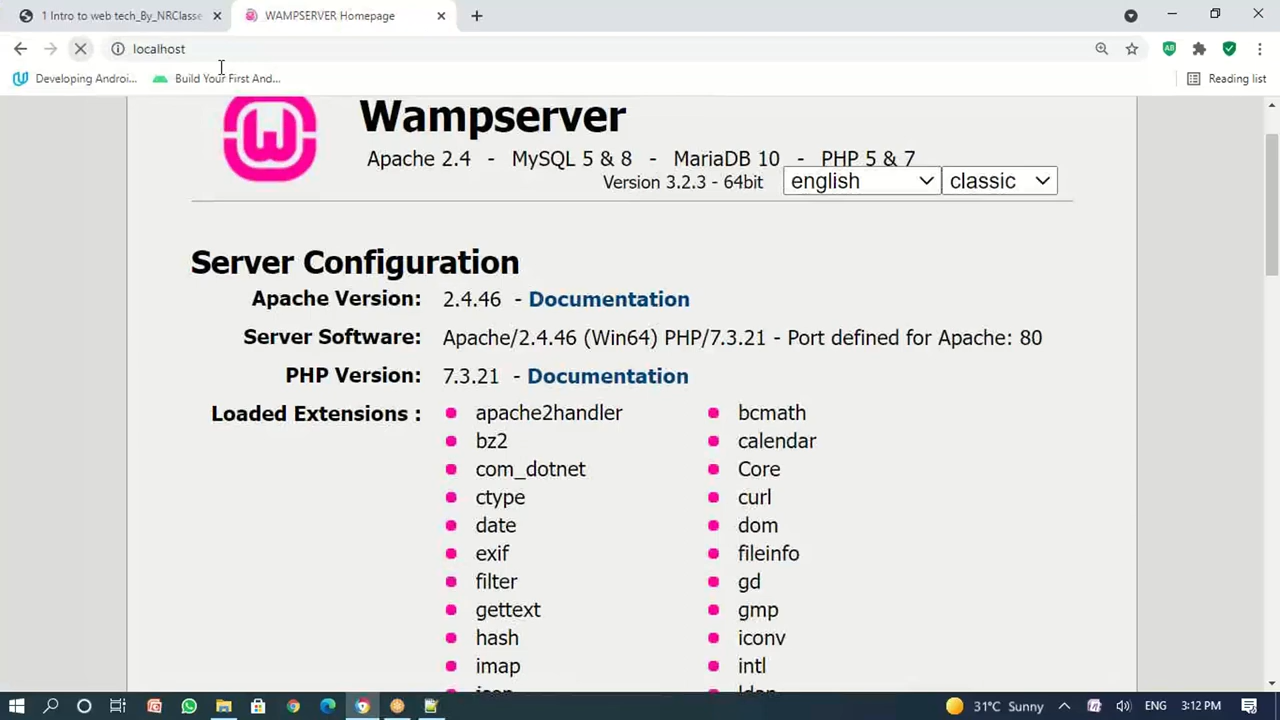 1 Intro to web tech_By_NRClasse
WAMPSERVER Homepage
localhost
Developing Androi...
Build Your First And...
Reading list
Wampserver
Apache 2.4 - MySQL 5 & 8 - MariaDB 10 - PHP 5 & 7
Version 3.2.3 - 64bit english classic
Server Configuration
Apache Version: 2.4.46 - Documentation
Server Software: Apache/2.4.46 (Win64) PHP/7.3.21 - Port defined for Apache: 80
PHP Version: 7.3.21 - Documentation
Loaded Extensions : apache2handler bcmath
bz2 calendar
com_dotnet Core
ctype curl
date dom
exif fileinfo
filter gd
gettext gmp
hash iconv
imap intl
31°C Sunny ENG 3:12 PM